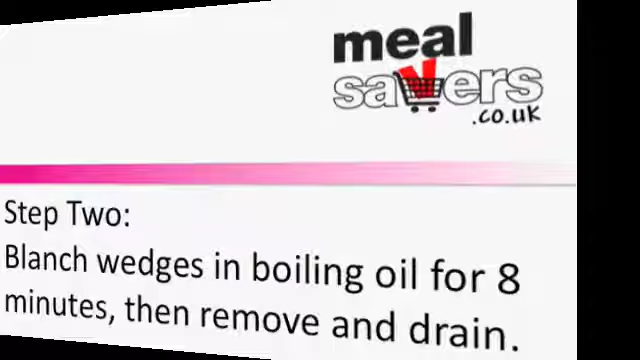 meal
savers
.co.uk
Step Two:
Blanch wedges in boiling oil for 8
minutes, then remove and drain.